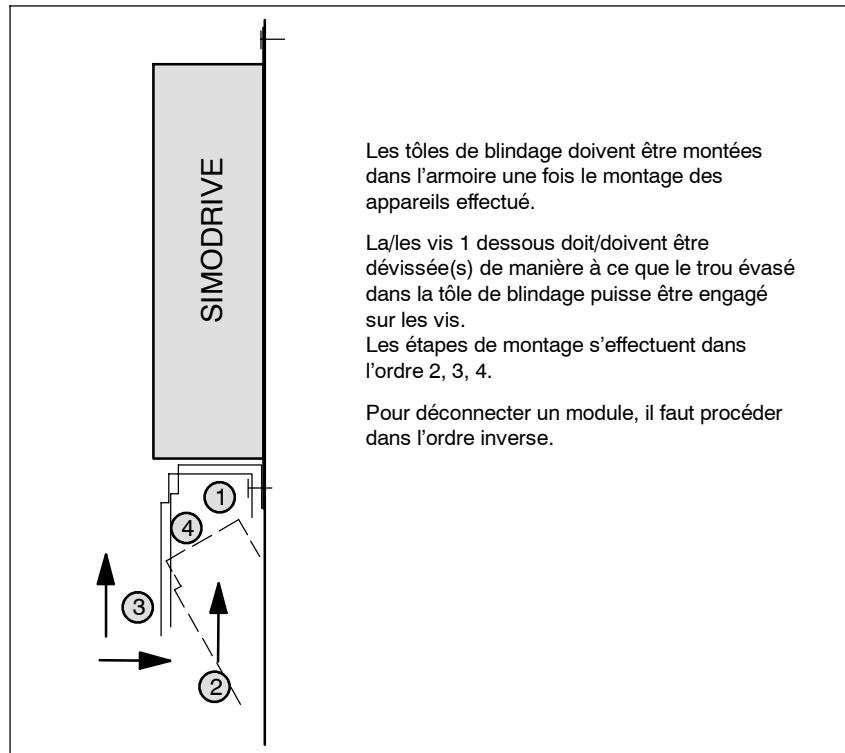 SIMODRIVE
Les tôles de blindage doivent être montées
dans l'armoire une fois le montage des
appareils effectué.
La/les vis 1 dessous doit/doivent être
dévissée(s) de manière à ce que le trou évasé
dans la tôle de blindage puisse être engagé
sur les vis.
Les étapes de montage s'effectuent dans
l'ordre 2, 3, 4.
Pour déconnecter un module, il faut procéder
dans l'ordre inverse.
1
4
3
2